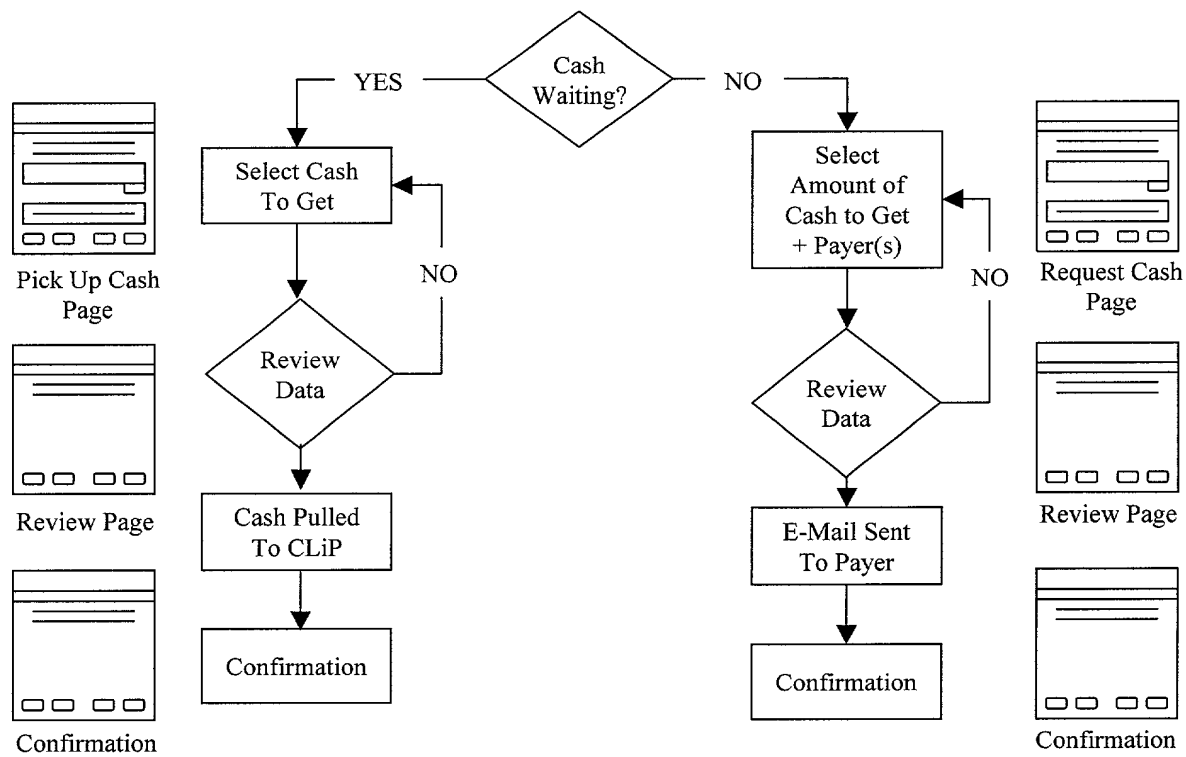 Cash
Waiting?
YES
NO
Select Cash
To Get
NO
Review
Data
Cash Pulled
To CLiP
Confirmation
Select
Amount of
Cash to Get
+ Payer(s)
NO
Review
Data
E-Mail Sent
To Payer
Confirmation
Pick Up Cash
Page
Review Page
Confirmation
Request Cash
Page
Review Page
Confirmation